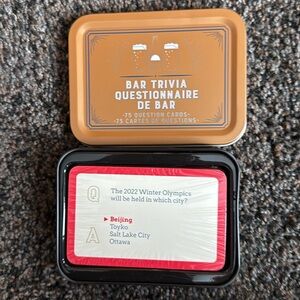 BAR TRIVIA
QUESTIONNAIRE
DE BAR
-75 QUESTION CARDS-
-75 CARTES DE QUESTIONS-
Q
The 2022 Winter Olympics
will be held in which city?
A
▸ Beijing
Toyko
Salt Lake City
Ottawa